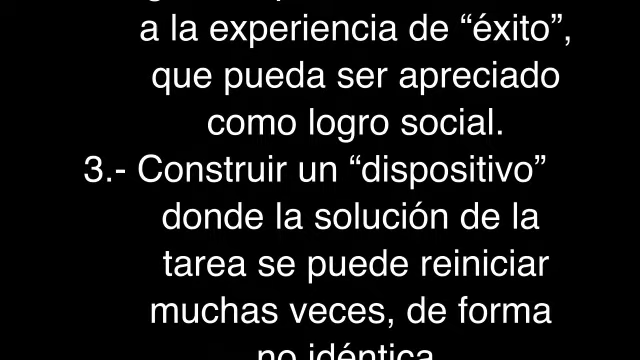 a la experiencia de “éxito”,
que pueda ser apreciado
como logro social.
3.- Construir un “dispositivo”
donde la solución de la
tarea se puede reiniciar
muchas veces, de forma
no idéntica